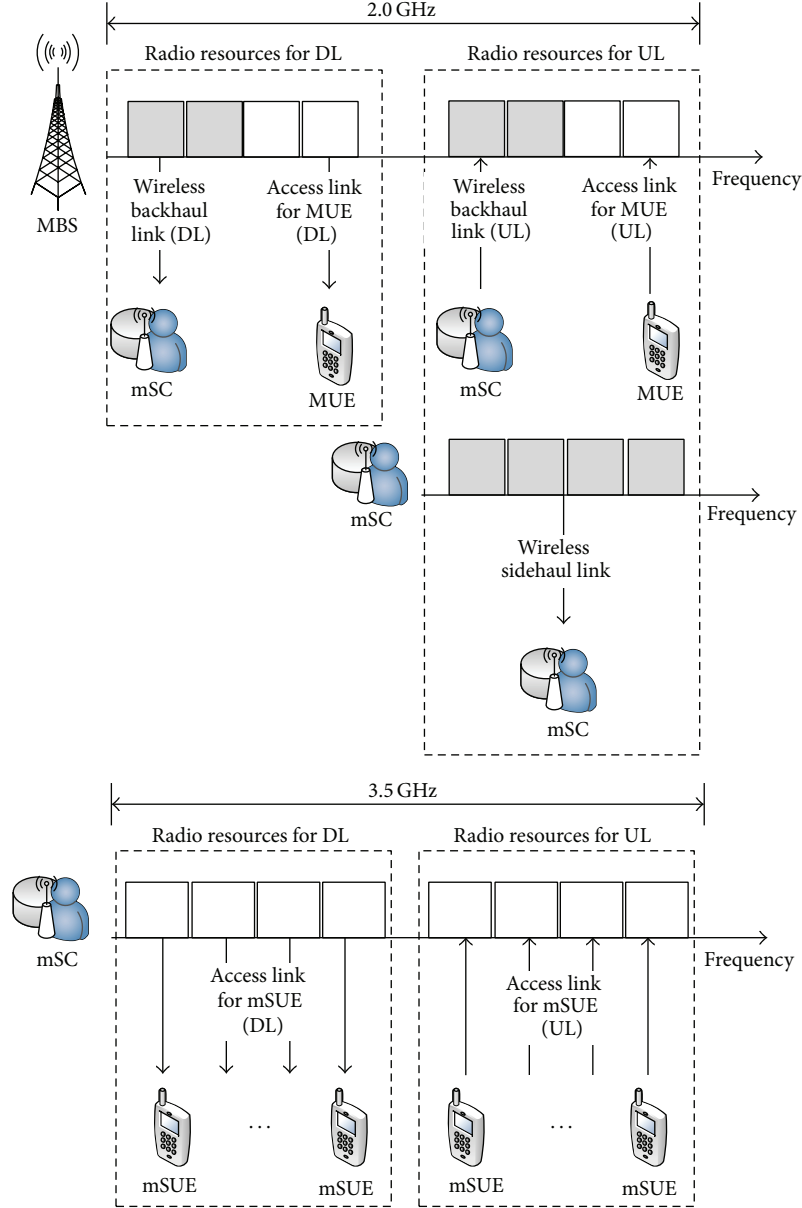 2.0 GHz
Radio resources for DL
Radio resources for UL
MBS
Wireless
backhaul
link (DL)
Access link
for MUE
(DL)
Wireless
backhaul
link (UL)
Access link
for MUE
(UL)
Frequency
mSC
MUE
mSC
MUE
mSC
Frequency
Wireless
sidehaul link
mSC
3.5 GHz
Radio resources for DL
Radio resources for UL
mSC
Frequency
Access link
for mSUE
(DL)
Access link
for mSUE
(UL)
...
...
mSUE
mSUE
mSUE
mSUE